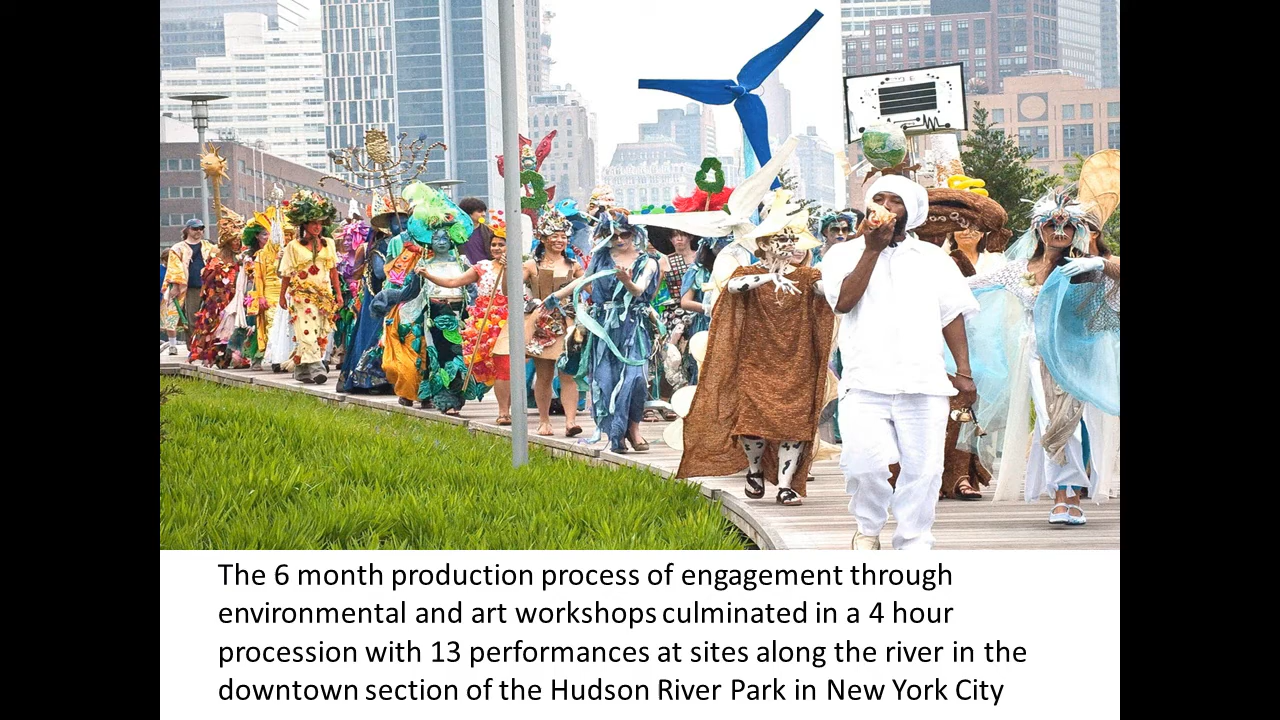 The 6 month production process of engagement through
environmental and art workshops culminated in a 4 hour
procession with 13 performances at sites along the river in the
downtown section of the Hudson River Park in New York City